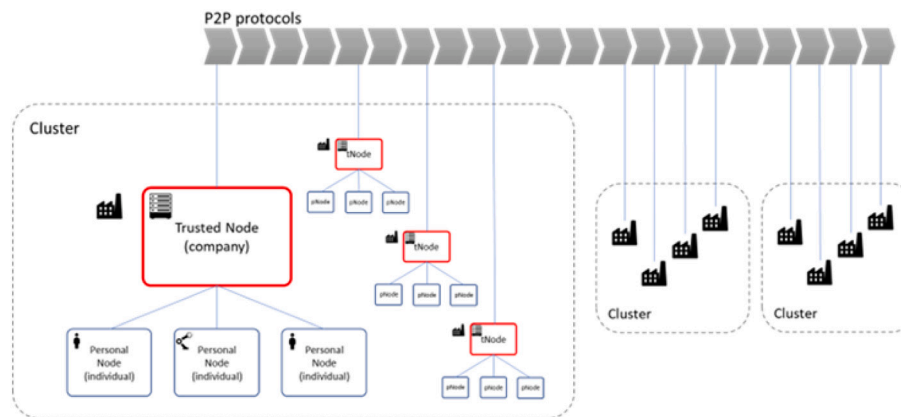 P2P protocols
Cluster
tNode
pNode pNode pNode
Trusted Node
(company)
tNode
pNode pNode pNode
Personal
Node
(individual)
Personal
Node
(individual)
Personal
Node
(individual)
tNode
pNode pNode pNode
Cluster
Cluster